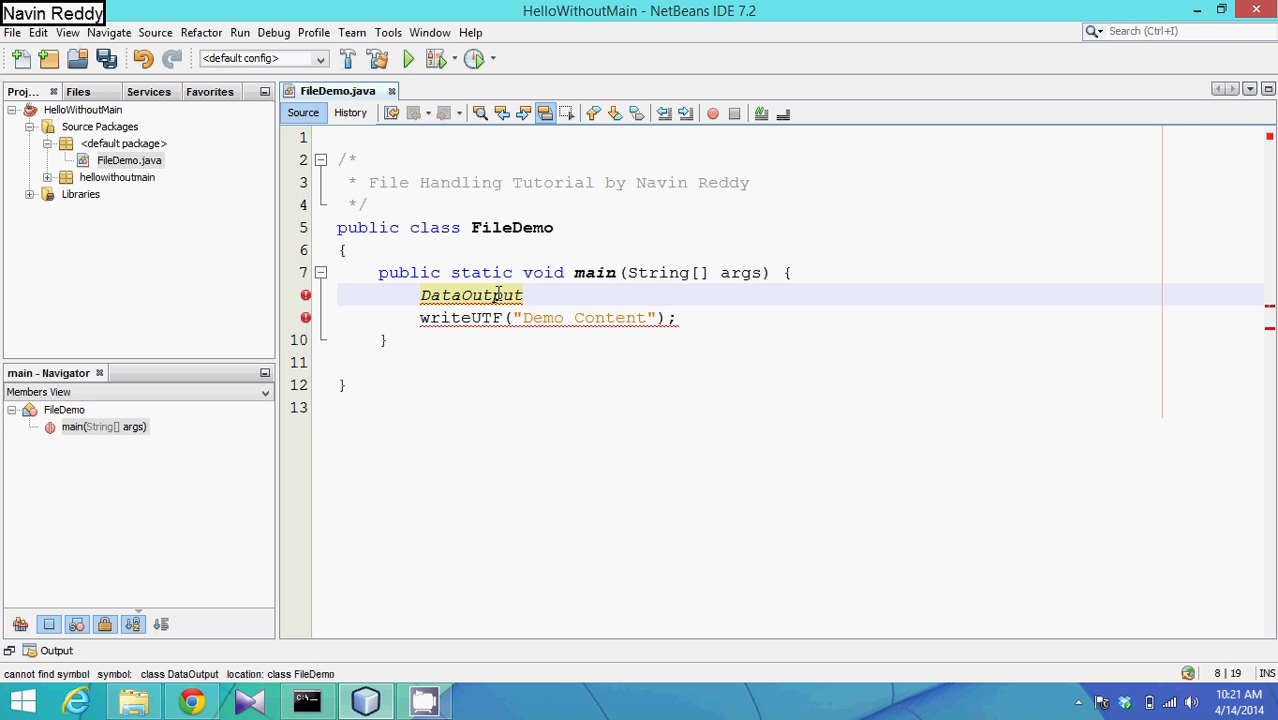 Navin Reddy
HelloWithoutMain - NetBeans IDE 7.2
File Edit View Navigate Source Refactor Run Debug Profile Team Tools Window Help
Search (Ctrl+I)
<default config>
Proj... Files Services Favorites
HelloWithoutMain
Source Packages
<default package>
FileDemo.java
hellowithoutmain
Libraries
main - Navigator
Members View
FileDemo
main(String[] args)
FileDemo.java
Source History
1
2 /*
3 * File Handling Tutorial by Navin Reddy
4 */
5 public class FileDemo
6 {
7 public static void main(String[] args) {
DataOutput
writeUTF("Demo Content");
10 }
11
12 }
13
Output
cannot find symbol symbol: class DataOutput location: class FileDemo
8 | 19 INS
10:21 AM
4/14/2014